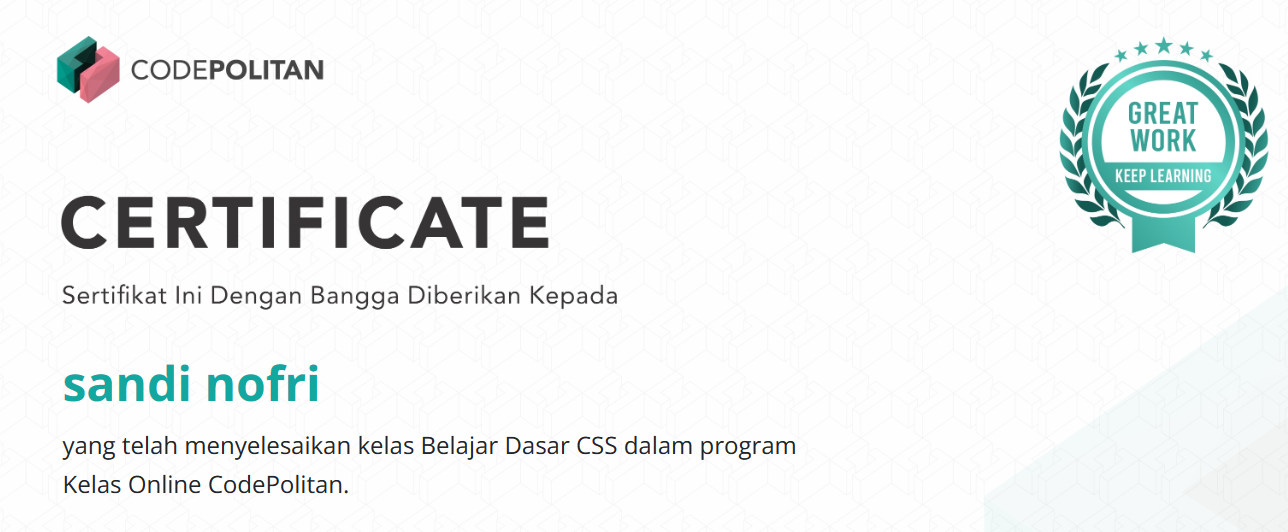 CODEPOLITAN
GREAT
WORK
KEEP LEARNING
CERTIFICATE
Sertifikat Ini Dengan Bangga Diberikan Kepada
sandi nofri
yang telah menyelesaikan kelas Belajar Dasar CSS dalam program
Kelas Online CodePolitan.